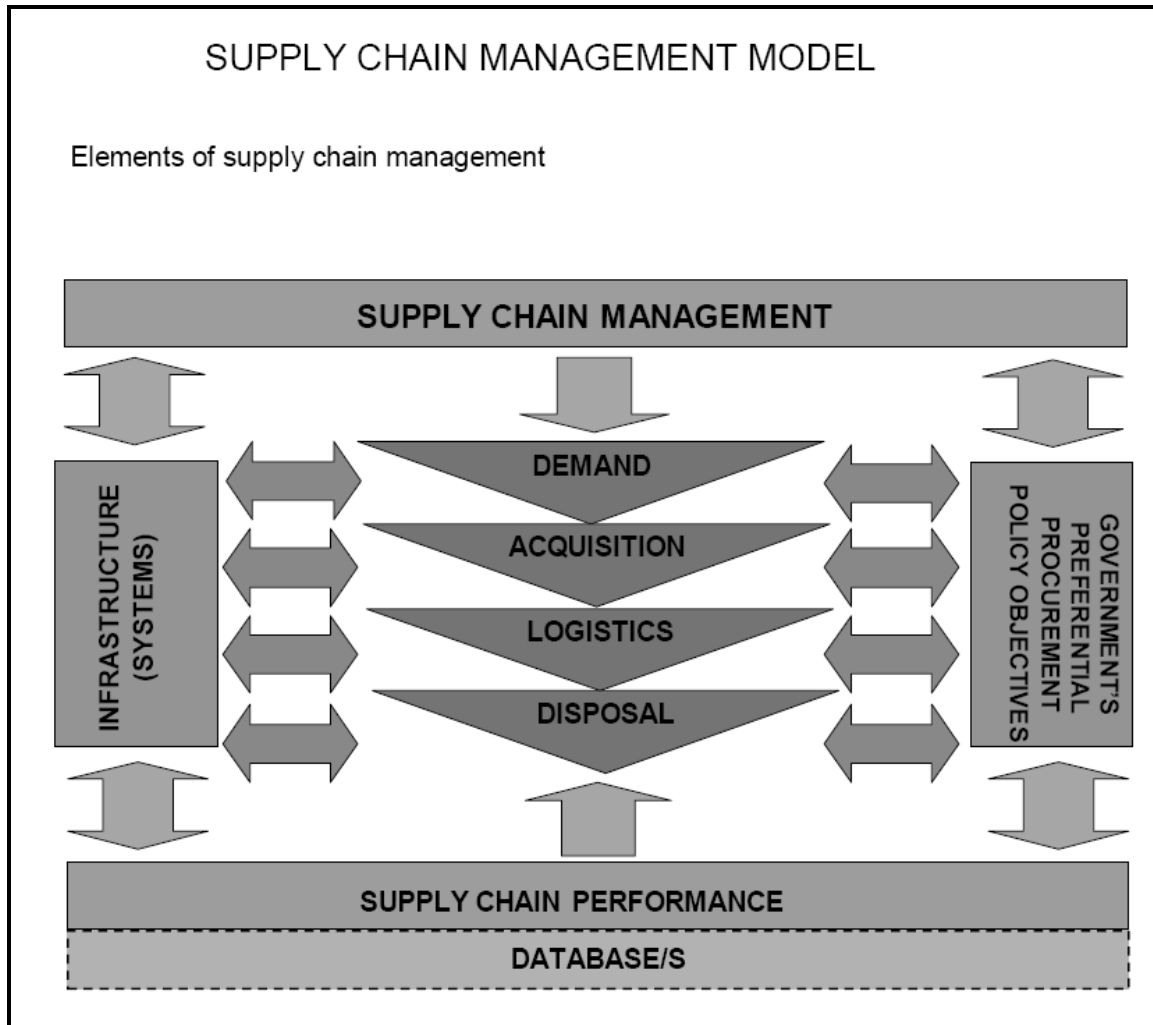 SUPPLY CHAIN MANAGEMENT MODEL
Elements of supply chain management
SUPPLY CHAIN MANAGEMENT
INFRASTRUCTURE
(SYSTEMS)
DEMAND
ACQUISITION
LOGISTICS
DISPOSAL
GOVERNMENT'S
PREFERENTIAL
PROCUREMENT
POLICY OBJECTIVES
SUPPLY CHAIN PERFORMANCE
DATABASE/S